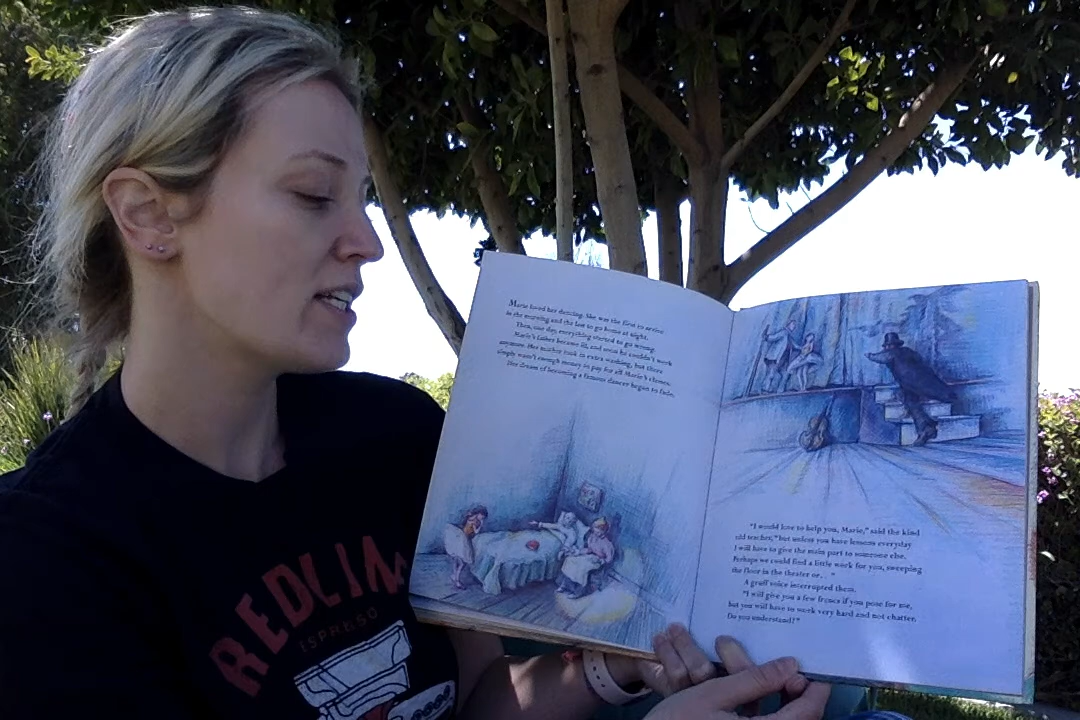 Marie loved her dancing. She was the first to arrive
in the morning and the last to go home at night.
Then, one day, everything started to go wrong.
Marie's father became ill, and soon he couldn't work
anymore. Her mother took in extra washing, but there
simply wasn't enough money to pay for all Marie's classes.
Her dream of becoming a famous dancer began to fade.
"I would love to help you, Marie," said the kind
old teacher, "but unless you have lessons everyday
I will have to give the main part to someone else.
Perhaps we could find a little work for you, sweeping
the floor in the theater or. . ."
A gruff voice interrupted them.
"I will give you a few francs if you pose for me,
but you will have to work very hard and not chatter.
Do you understand?"
REDLINE
ESPRESSO